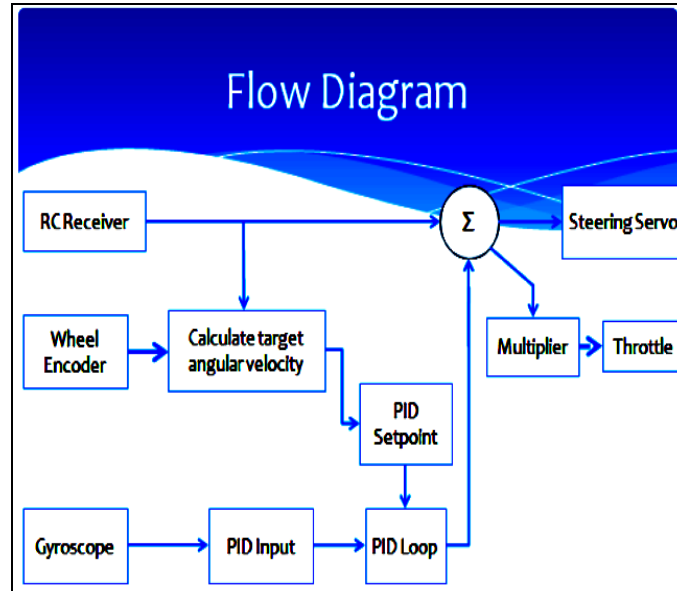 Flow Diagram
RC Receiver
Σ
Steering Servo
Wheel
Encoder
Calculate target
angular velocity
Multiplier
Throttle
PID
Setpoint
Gyroscope
PID Input
PID Loop